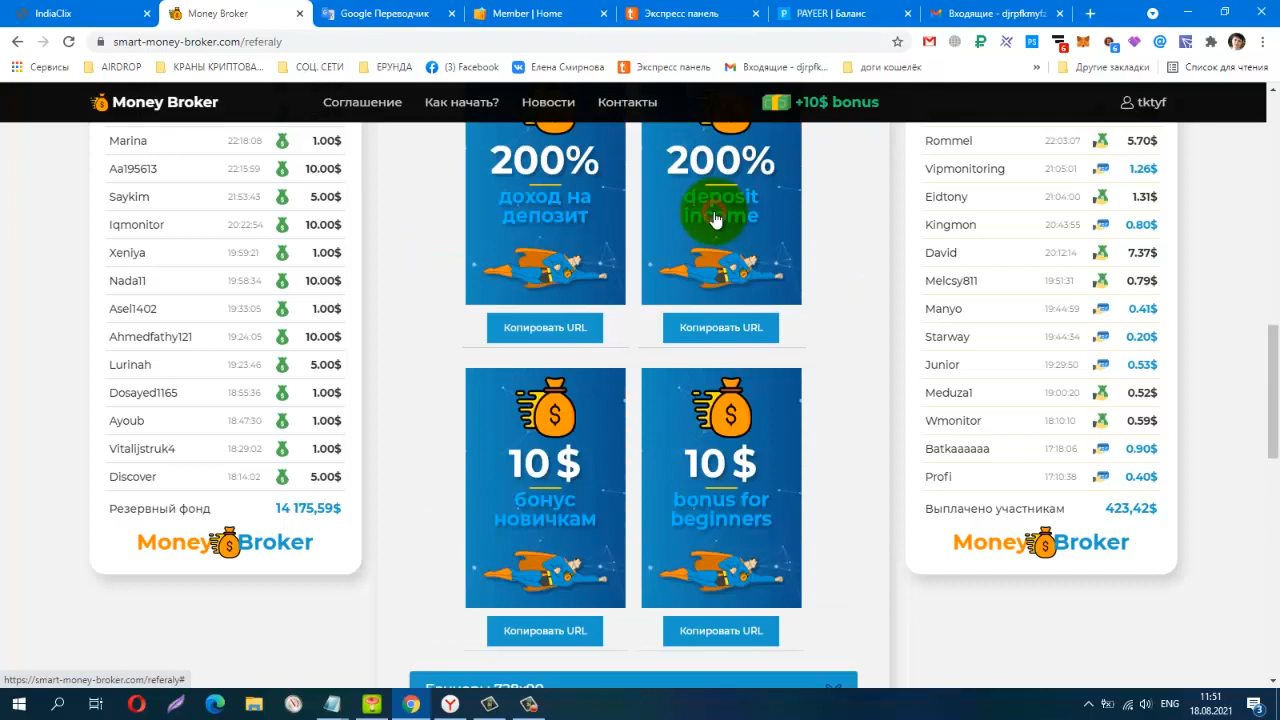 IndiaClix
Money Broker
Google Переводчик
Member | Home
Экспресс панель
PAYEER | Баланс
Входящие - djrpfkmyfz
smart-money-broker.com/referaly
6
6
Сервисы
AIRDROP
КРАНЫ КРИПТОВА...
СОЦ. СЕТИ
ЕРУНДА
(3) Facebook
Елена Смирнова
Экспресс панель
Входящие - djrpfk...
доги кошелёк
»
Другие закладки
Список для чтения
Money Broker
Соглашение
Как начать?
Новости
Контакты
+10$ bonus
tktyf
Marina 22:18:08 1.00$
Aa195613 22:15:59 10.00$
Saykim 21:53:43 5.00$
Iqmonitor 20:22:54 10.00$
Xeniya 19:59:21 1.00$
Nada11 19:58:34 10.00$
Asel1402 19:33:05 1.00$
Ahmedfathy121 19:24:05 10.00$
Lurinah 19:23:46 5.00$
Dosayed1165 18:55:36 1.00$
Ayoub 18:47:30 1.00$
Vitalijstruk4 18:29:02 1.00$
Discover 18:14:02 5.00$
Резервный фонд 14 175,59$
Money Broker
200%
доход на
депозит
Копировать URL
200%
deposit
income
Копировать URL
10$
бонус
новичкам
Копировать URL
10$
bonus for
beginners
Копировать URL
Rommel 22:03:07 5.70$
Vipmonitoring 21:05:01 1.26$
Eidtony 21:04:00 1.31$
Kingmon 20:43:55 0.80$
David 20:12:14 7.37$
Melcsy811 19:51:31 0.79$
Manyo 19:44:59 0.41$
Starway 19:44:34 0.20$
Junior 19:29:50 0.53$
Meduza1 19:00:20 0.52$
Wmonitor 18:10:10 0.59$
Batkaaaaaa 17:18:06 0.90$
Profi 17:10:38 0.40$
Выплачено участникам 423,42$
Money Broker
https://smart-money-broker.com/referaly#
ENG
11:51
18.08.2021
3